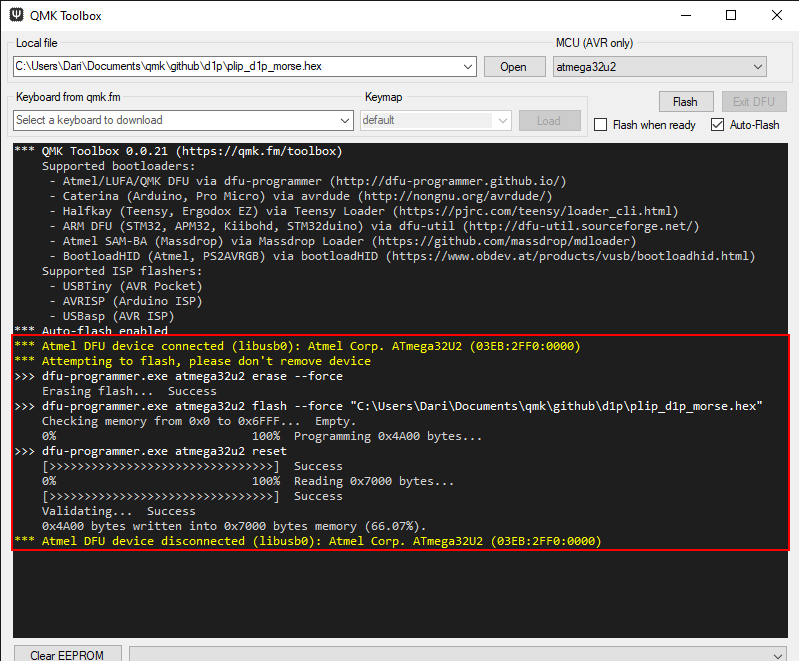 QMK Toolbox
Local file
MCU (AVR only)
C:\Users\Dari\Documents\qmk\github\d1p\plip_d1p_morse.hex
Open
atmega32u2
Keyboard from qmk.fm
Keymap
Flash
Exit DFU
Select a keyboard to download
default
Load
Flash when ready
Auto-Flash
*** QMK Toolbox 0.0.21 (https://qmk.fm/toolbox)
Supported bootloaders:
- Atmel/LUFA/QMK DFU via dfu-programmer (http://dfu-programmer.github.io/)
- Caterina (Arduino, Pro Micro) via avrdude (http://nongnu.org/avrdude/)
- Halfkay (Teensy, Ergodox EZ) via Teensy Loader (https://pjrc.com/teensy/loader_cli.html)
- ARM DFU (STM32, APM32, Kiibohd, STM32duino) via dfu-util (http://dfu-util.sourceforge.net/)
- Atmel SAM-BA (Massdrop) via Massdrop Loader (https://github.com/massdrop/mdloader)
- BootloadHID (Atmel, PS2AVRGB) via bootloadHID (https://www.obdev.at/products/vusb/bootloadhid.html)
Supported ISP flashers:
- USBTiny (AVR Pocket)
- AVRISP (Arduino ISP)
- USBasp (AVR ISP)
*** Auto-flash enabled
*** Atmel DFU device connected (libusb0): Atmel Corp. ATmega32U2 (03EB:2FF0:0000)
*** Attempting to flash, please don't remove device
>>> dfu-programmer.exe atmega32u2 erase --force
Erasing flash... Success
>>> dfu-programmer.exe atmega32u2 flash --force "C:\Users\Dari\Documents\qmk\github\d1p\plip_d1p_morse.hex"
Checking memory from 0x0 to 0x6FFF... Empty.
0% 100% Programming 0x4A00 bytes...
>>> dfu-programmer.exe atmega32u2 reset
[>>>>>>>>>>>>>>>>>>>>>>>>>>>>>>>>] Success
0% 100% Reading 0x7000 bytes...
[>>>>>>>>>>>>>>>>>>>>>>>>>>>>>>>>] Success
Validating... Success
0x4A00 bytes written into 0x7000 bytes memory (66.07%).
*** Atmel DFU device disconnected (libusb0): Atmel Corp. ATmega32U2 (03EB:2FF0:0000)
Clear EEPROM